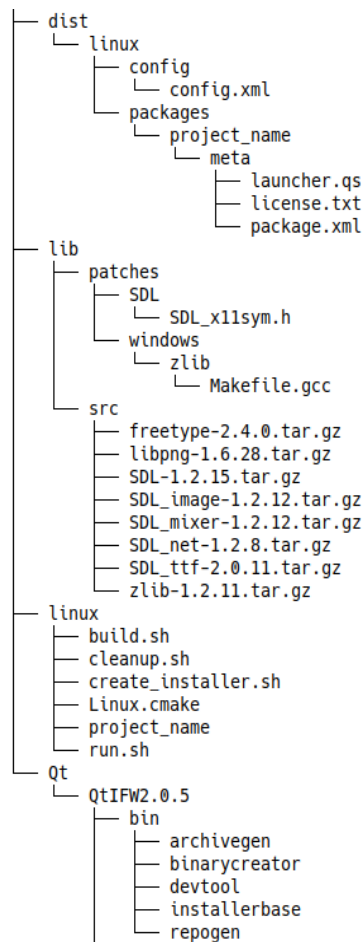 dist
linux
config
config.xml
packages
project_name
meta
launcher.qs
license.txt
package.xml
lib
patches
SDL
SDL_x11sym.h
windows
zlib
Makefile.gcc
src
freetype-2.4.0.tar.gz
libpng-1.6.28.tar.gz
SDL-1.2.15.tar.gz
SDL_image-1.2.12.tar.gz
SDL_mixer-1.2.12.tar.gz
SDL_net-1.2.8.tar.gz
SDL_ttf-2.0.11.tar.gz
zlib-1.2.11.tar.gz
linux
build.sh
cleanup.sh
create_installer.sh
Linux.cmake
project_name
run.sh
Qt
QtIFW2.0.5
bin
archivegen
binarycreator
devtool
installerbase
repogen